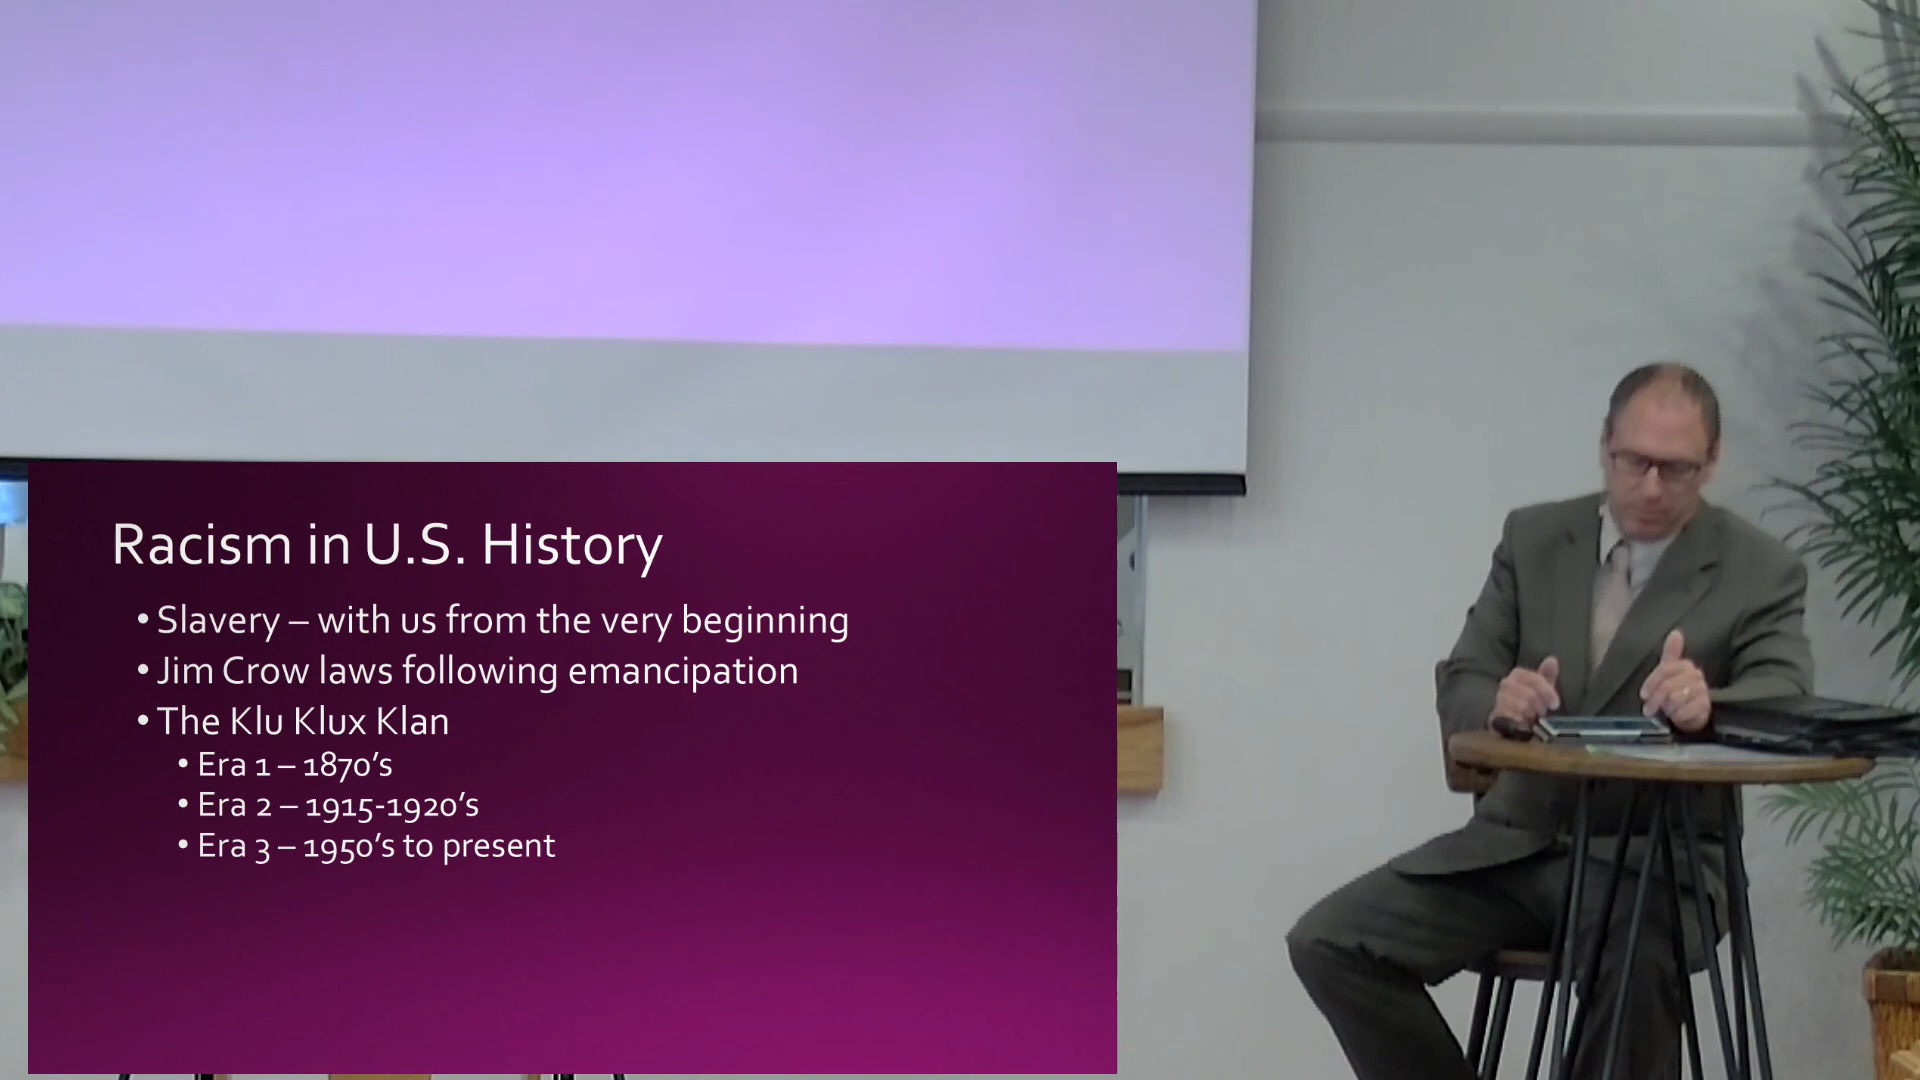 Racism in U.S. History
• Slavery – with us from the very beginning
• Jim Crow laws following emancipation
• The Klu Klux Klan
• Era 1 – 1870’s
• Era 2 – 1915-1920’s
• Era 3 – 1950’s to present